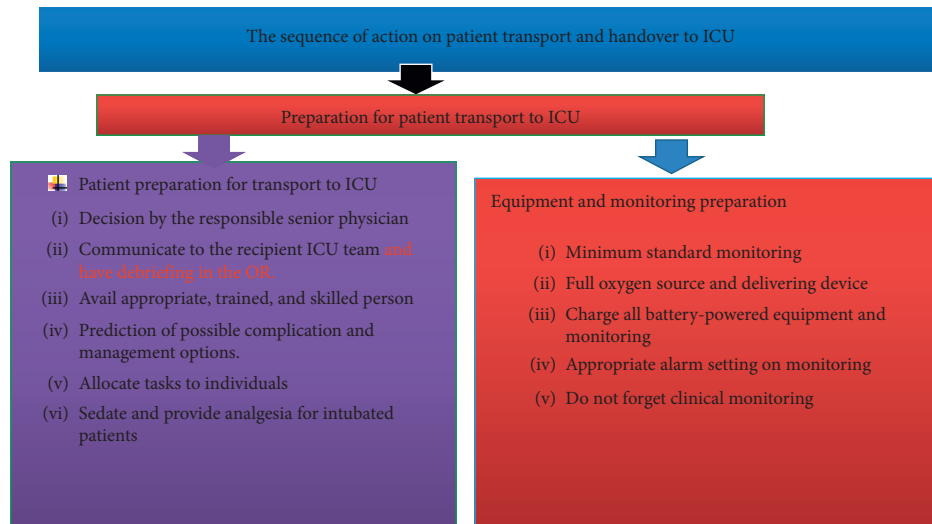 The sequence of action on patient transport and handover to ICU
Preparation for patient transport to ICU
Patient preparation for transport to ICU
(i) Decision by the responsible senior physician
(ii) Communicate to the recipient ICU team and
have debriefing in the OR.
(iii) Avail appropriate, trained, and skilled person
(iv) Prediction of possible complication and
management options.
(v) Allocate tasks to individuals
(vi) Sedate and provide analgesia for intubated
patients
Equipment and monitoring preparation
(i) Minimum standard monitoring
(ii) Full oxygen source and delivering device
(iii) Charge all battery-powered equipment and
monitoring
(iv) Appropriate alarm setting on monitoring
(v) Do not forget clinical monitoring